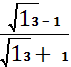 √13 - 1
√13 + 1